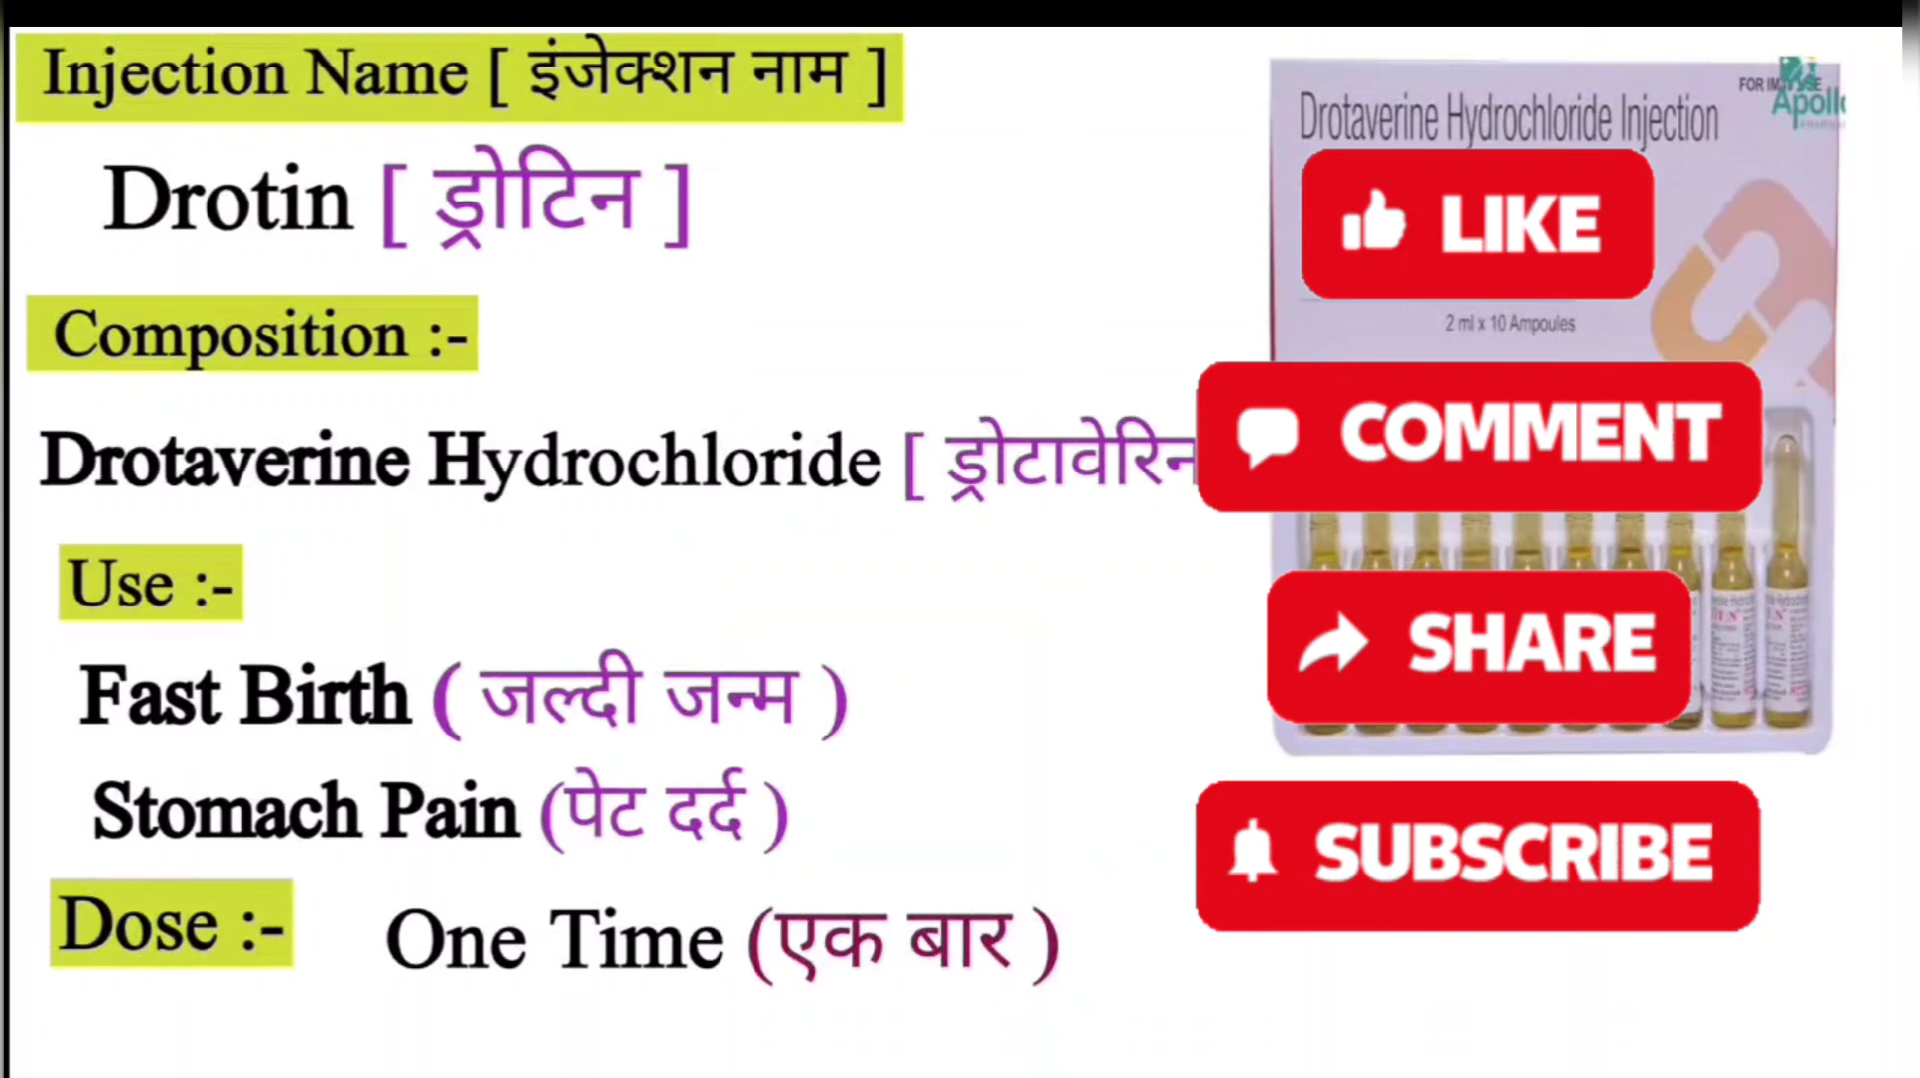 Injection Name [ इंजेक्शन नाम ]
Drotin [ ड्रोटिन ]
Composition :-
Drotaverine Hydrochloride [ ड्रोटावेरिन
Use :-
Fast Birth ( जल्दी जन्म )
Stomach Pain (पेट दर्द )
Dose :- One Time (एक बार )
Drotaverine Hydrochloride Injection
Apollo
LIKE
2 ml x 10 Ampoules
COMMENT
SHARE
SUBSCRIBE